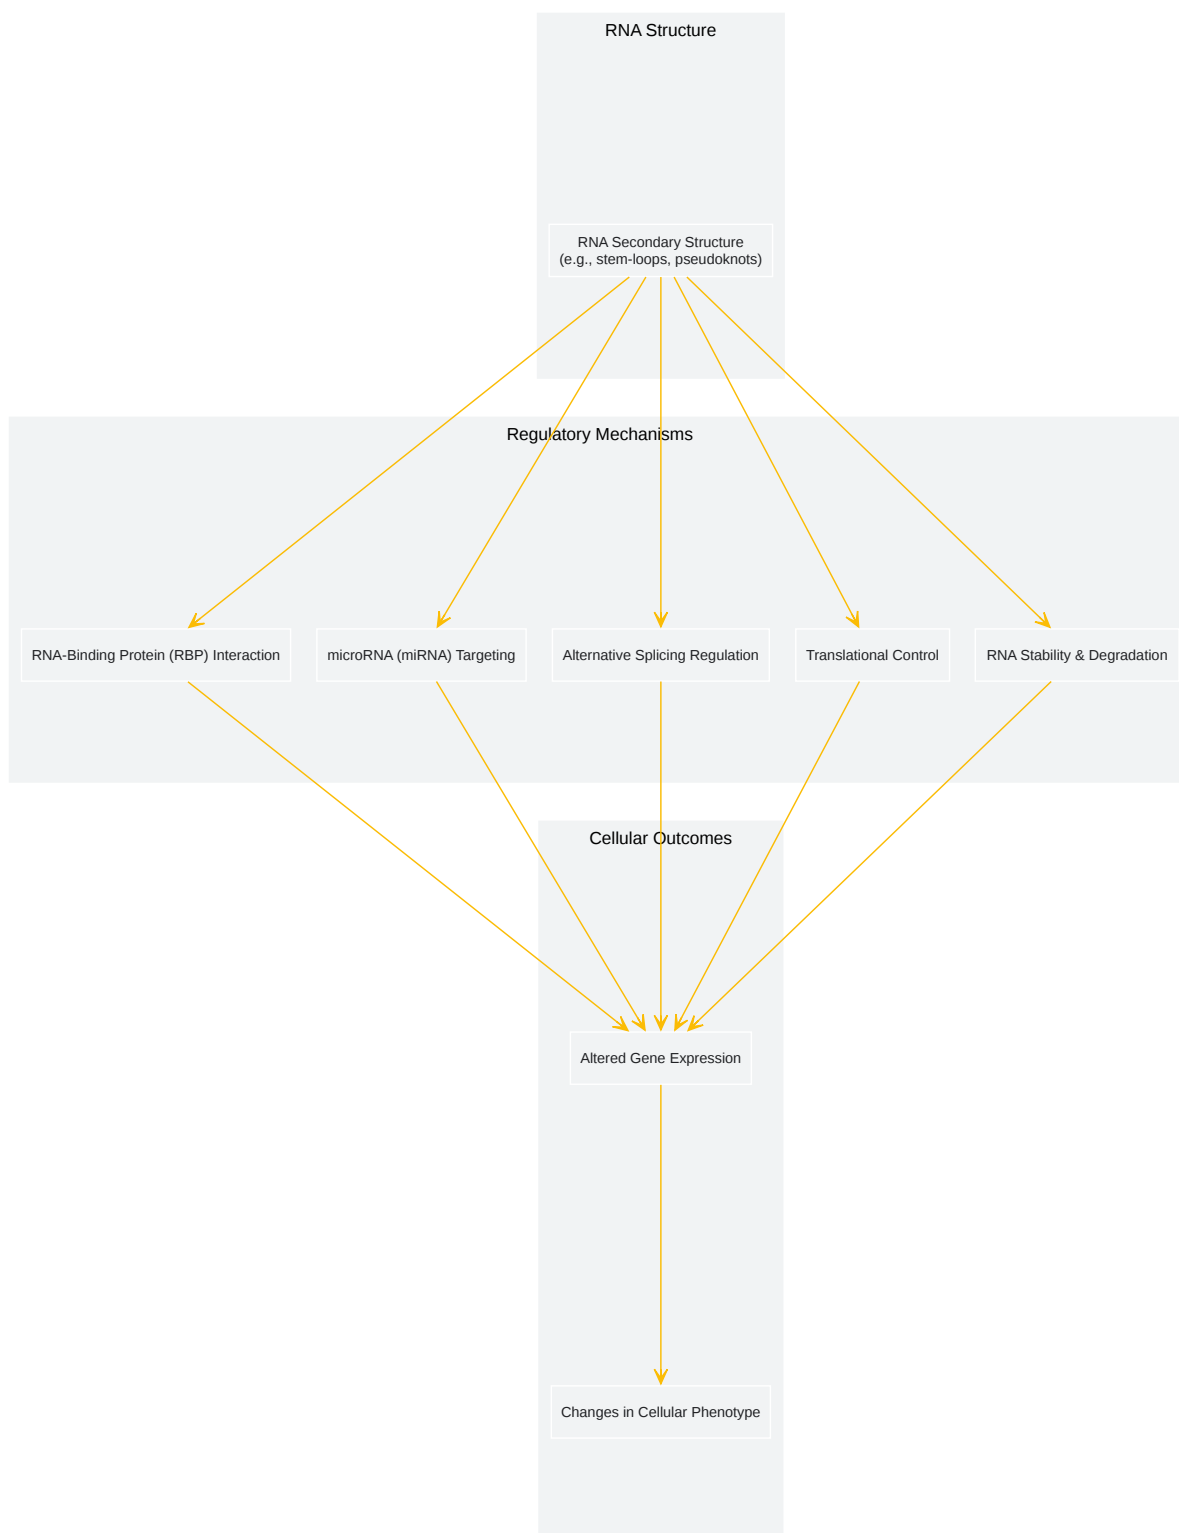 RNA Structure
RNA Secondary Structure
(e.g., stem-loops, pseudoknots)
Regulatory Mechanisms
RNA-Binding Protein (RBP) Interaction
microRNA (miRNA) Targeting
Alternative Splicing Regulation
Translational Control
RNA Stability & Degradation
Cellular Outcomes
Altered Gene Expression
Changes in Cellular Phenotype